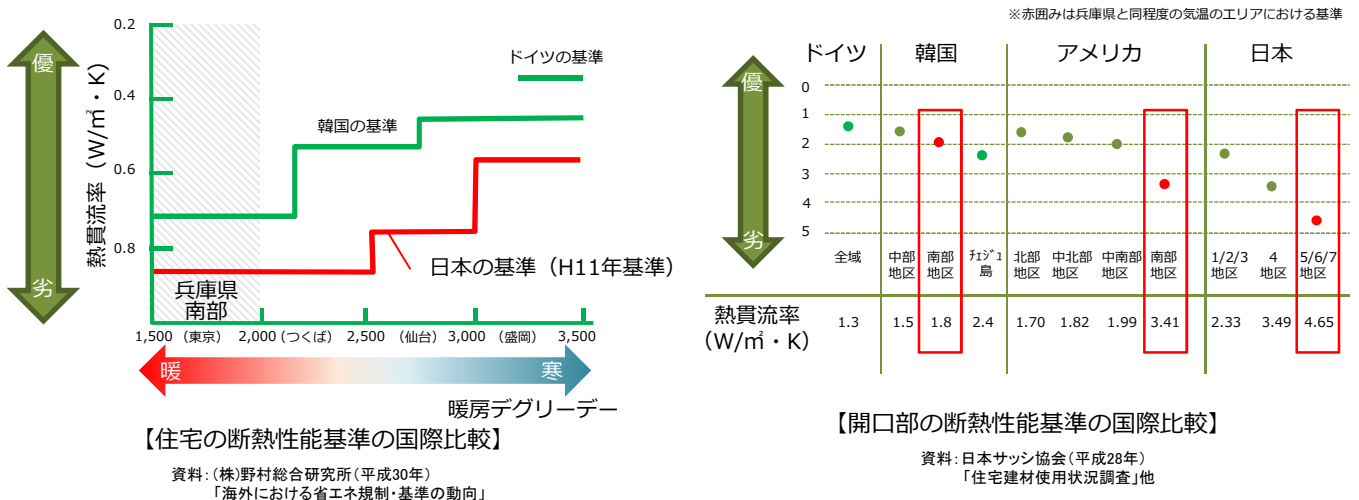 0.2
0.4
0.6
0.8
優
劣
熱貫流率（W/㎡・K）
ドイツの基準
韓国の基準
日本の基準（H11年基準）
兵庫県
南部
1,500 （東京） 2,000 （つくば） 2,500 （仙台） 3,000 （盛岡） 3,500
暖 寒
暖房デグリーデー
【住宅の断熱性能基準の国際比較】
資料：(株)野村総合研究所（平成30年）
「海外における省エネ規制・基準の動向」
※赤囲みは兵庫県と同程度の気温のエリアにおける基準
ドイツ 韓国 アメリカ 日本
優
劣
0
1
2
3
4
5
全域 中部 南部 ﾁｪｼﾞｭ 北部 中北部 中南部 南部 1/2/3 4 5/6/7
地区 地区 島 地区 地区 地区 地区 地区 地区 地区
熱貫流率
（W/㎡・K）
1.3 1.5 1.8 2.4 1.70 1.82 1.99 3.41 2.33 3.49 4.65
【開口部の断熱性能基準の国際比較】
資料：日本サッシ協会（平成28年）
「住宅建材使用状況調査」他